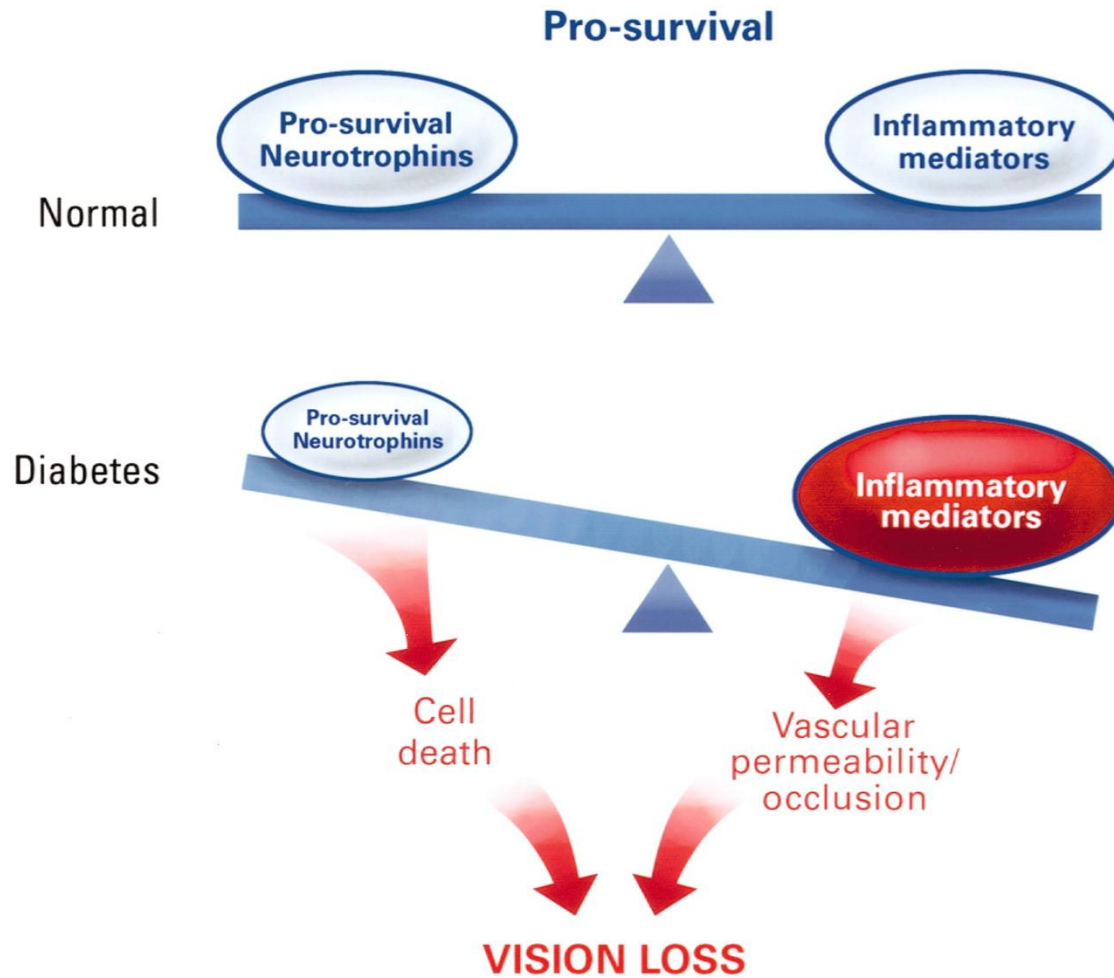 Pro-survival
Pro-survival
Neurotrophins
Inflammatory
mediators
Normal
Pro-survival
Neurotrophins
Diabetes
Inflammatory
mediators
Cell
death
Vascular
permeability/
occlusion
VISION LOSS